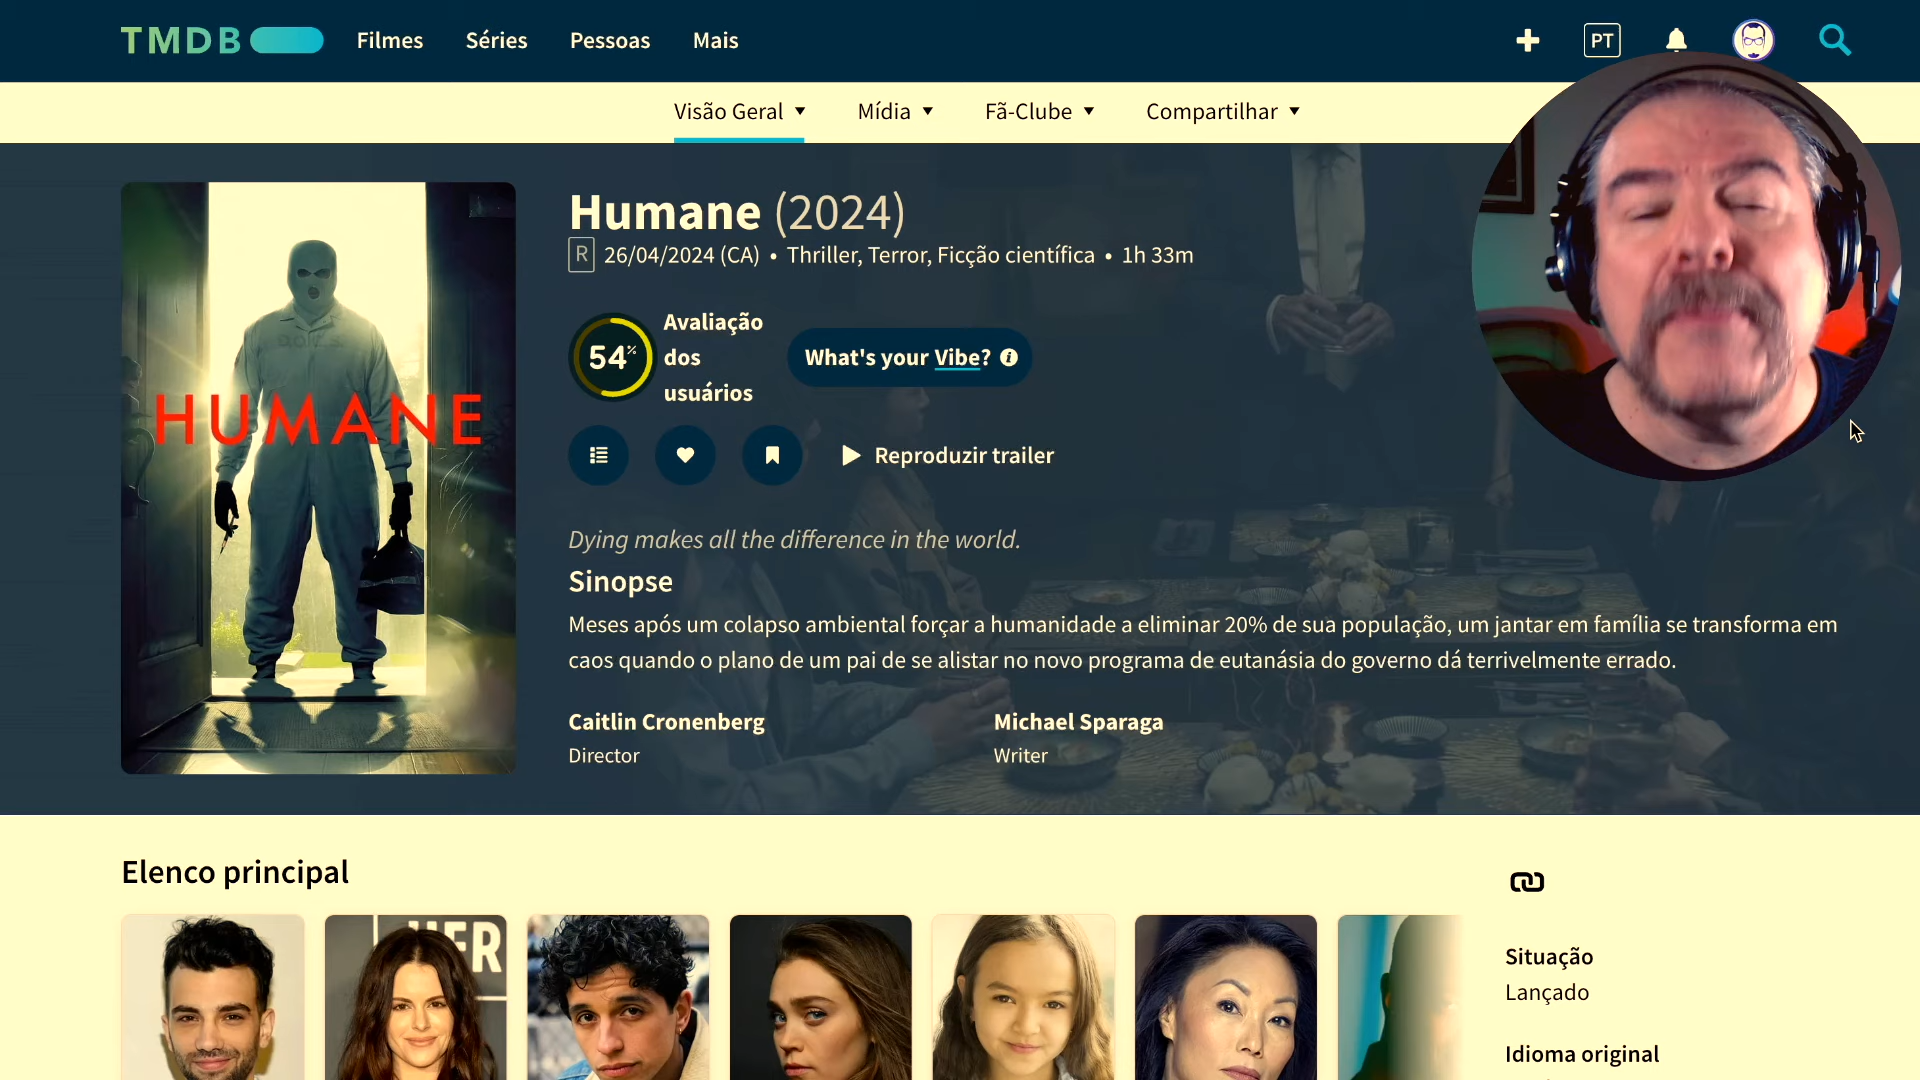 TMDB
Filmes
Séries
Pessoas
Mais
PT
Visão Geral
Mídia
Fã-Clube
Compartilhar
HUMANE
Humane (2024)
R 26/04/2024 (CA) • Thriller, Terror, Ficção científica • 1h 33m
54%
Avaliação
dos
usuários
What's your Vibe?
Reproduzir trailer
Dying makes all the difference in the world.
Sinopse
Meses após um colapso ambiental forçar a humanidade a eliminar 20% de sua população, um jantar em família se transforma em
caos quando o plano de um pai de se alistar no novo programa de eutanásia do governo dá terrivelmente errado.
Caitlin Cronenberg
Director
Michael Sparaga
Writer
Elenco principal
Situação
Lançado
Idioma original